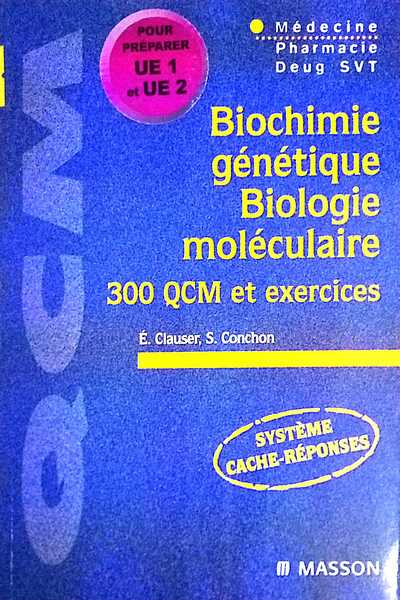 POUR
PRÉPARER
UE 1
et UE 2
Médecine
Pharmacie
Deug SVT
QCM
Biochimie
génétique
Biologie
moléculaire
300 QCM et exercices
É. Clauser, S. Conchon
SYSTÈME
CACHE-RÉPONSES
MASSON